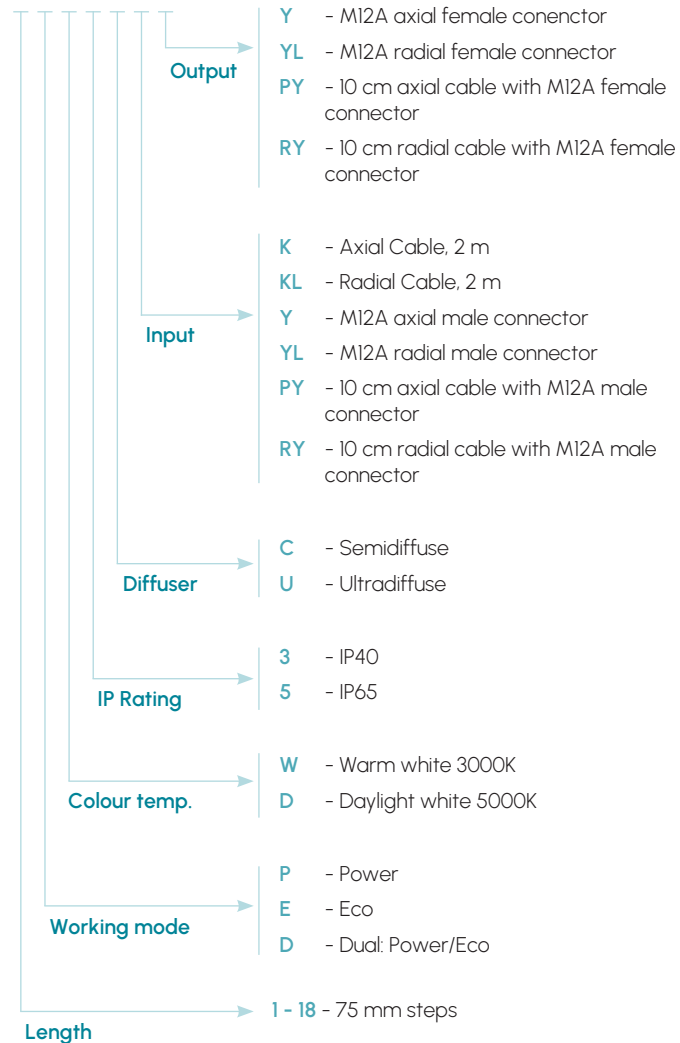 Y - M12A axial female conenctor
YL - M12A radial female connector
Output
PY - 10 cm axial cable with M12A female
connector
RY - 10 cm radial cable with M12A female
connector
K - Axial Cable, 2 m
KL - Radial Cable, 2 m
Y - M12A axial male connector
Input
YL - M12A radial male connector
PY - 10 cm axial cable with M12A male
connector
RY - 10 cm radial cable with M12A male
connector
C - Semidiffuse
Diffuser
U - Ultradiffuse
3 - IP40
IP Rating
5 - IP65
W - Warm white 3000K
Colour temp.
D - Daylight white 5000K
P - Power
E - Eco
Working mode
D - Dual: Power/Eco
1 - 18 - 75 mm steps
Length